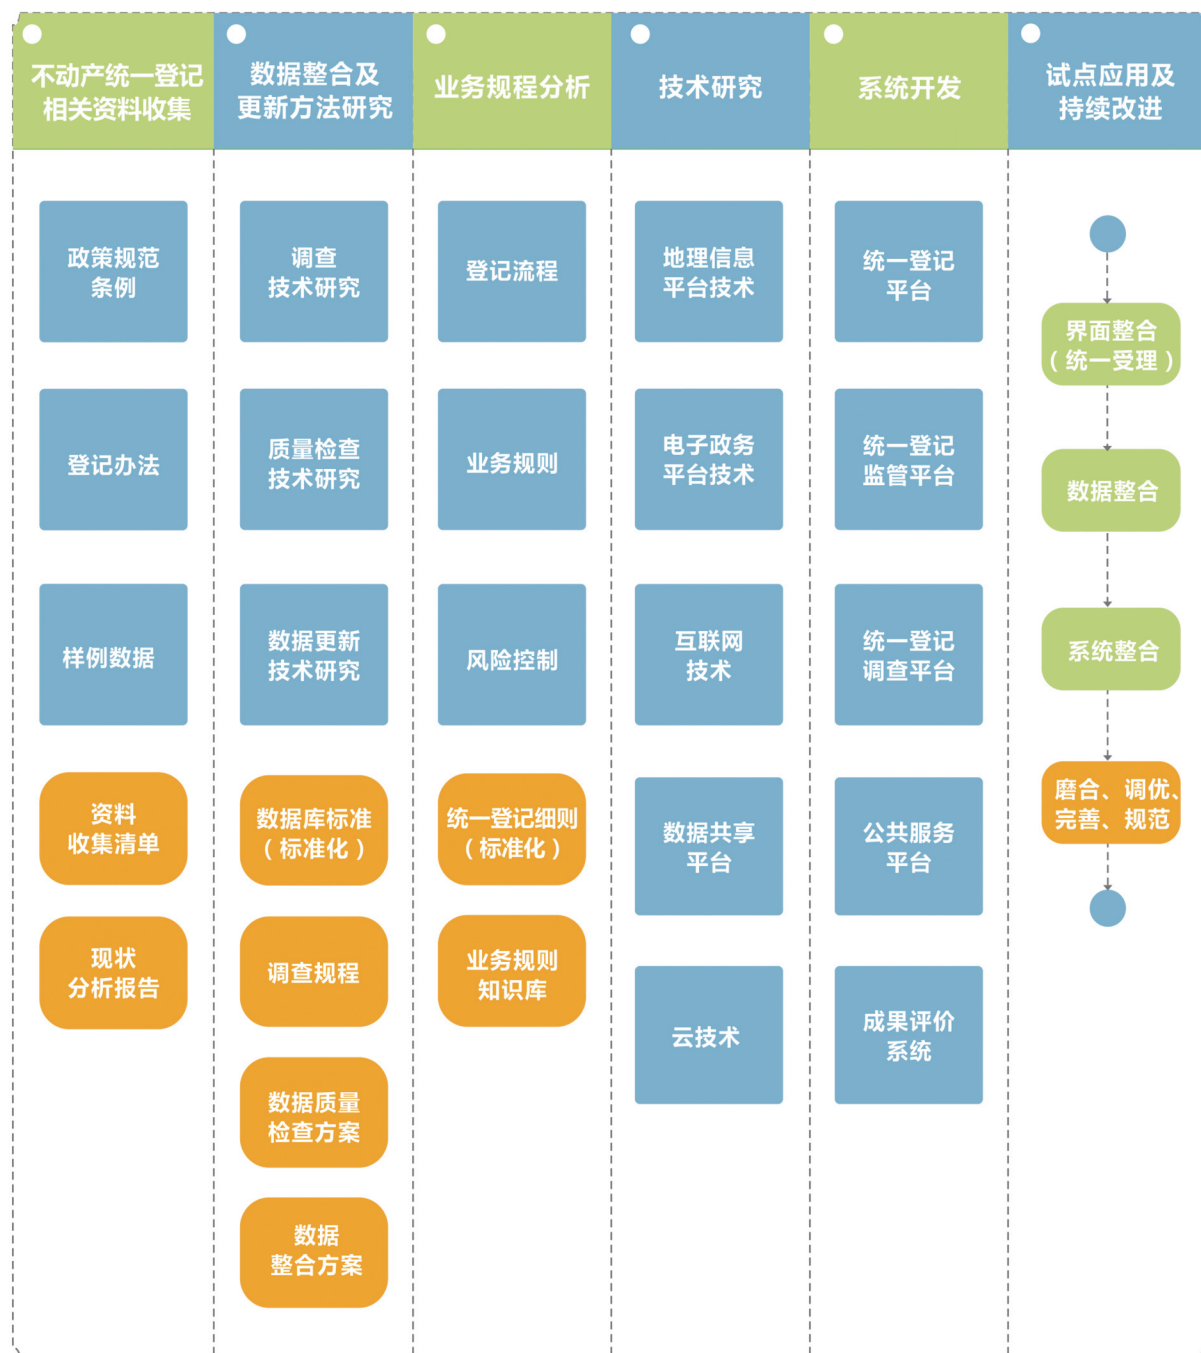 不动产统一登记
相关资料收集
数据整合及
更新方法研究
业务规程分析
技术研究
系统开发
试点应用及
持续改进
政策规范
条例
登记办法
样例数据
资料
收集清单
现状
分析报告
调查
技术研究
质量检查
技术研究
数据更新
技术研究
数据库标准
（标准化）
调查规程
数据质量
检查方案
数据
整合方案
登记流程
业务规则
风险控制
统一登记细则
（标准化）
业务规则
知识库
地理信息
平台技术
电子政务
平台技术
互联网
技术
数据共享
平台
云技术
统一登记
平台
统一登记
监管平台
统一登记
调查平台
公共服务
平台
成果评价
系统
界面整合
（统一受理）
数据整合
系统整合
磨合、调优、
完善、规范